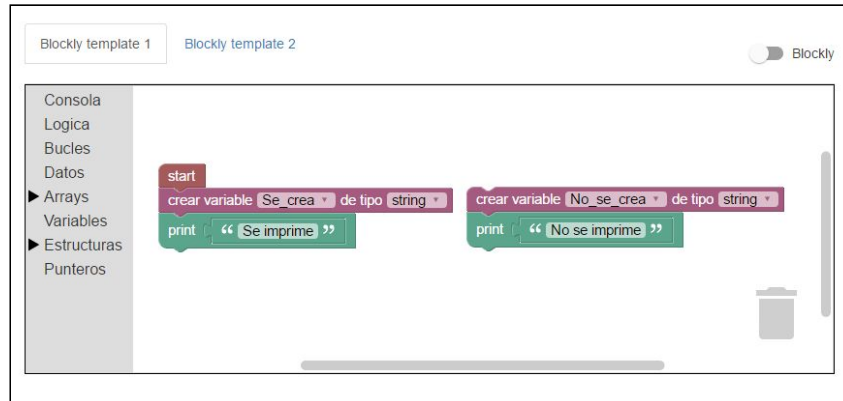 Blockly template 1 Blockly template 2
Blockly
Consola
Logica
Bucles
Datos
Arrays
Variables
Estructuras
Punteros
start
crear variable Se_crea de tipo string
print “ Se imprime ”
crear variable No_se_crea de tipo string
print “ No se imprime ”